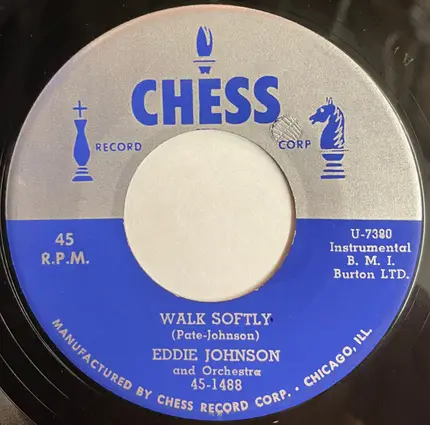 CHESS
RECORD CORP
45
R.P.M.
U-7380
Instrumental
B. M. I.
Burton LTD.
WALK SOFTLY
(Pate-Johnson)
EDDIE JOHNSON
and Orchestra
45-1488
MANUFACTURED BY CHESS RECORD CORP. • CHICAGO, ILL.